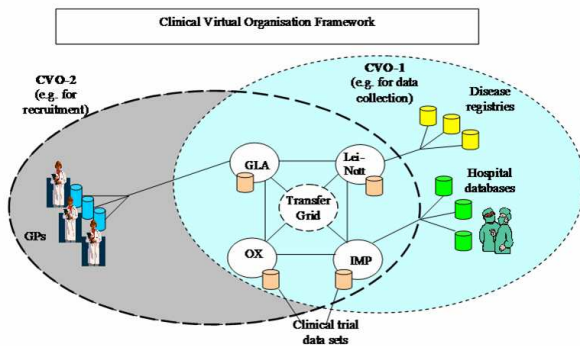 Clinical Virtual Organisation Framework
CVO-2
(e.g. for
recruitment)
CVO-1
(e.g. for data
collection)
Disease
registries
GLA
Lei-
Nott
Transfer
Grid
Hospital
databases
GPs
OX
IMP
Clinical trial
data sets